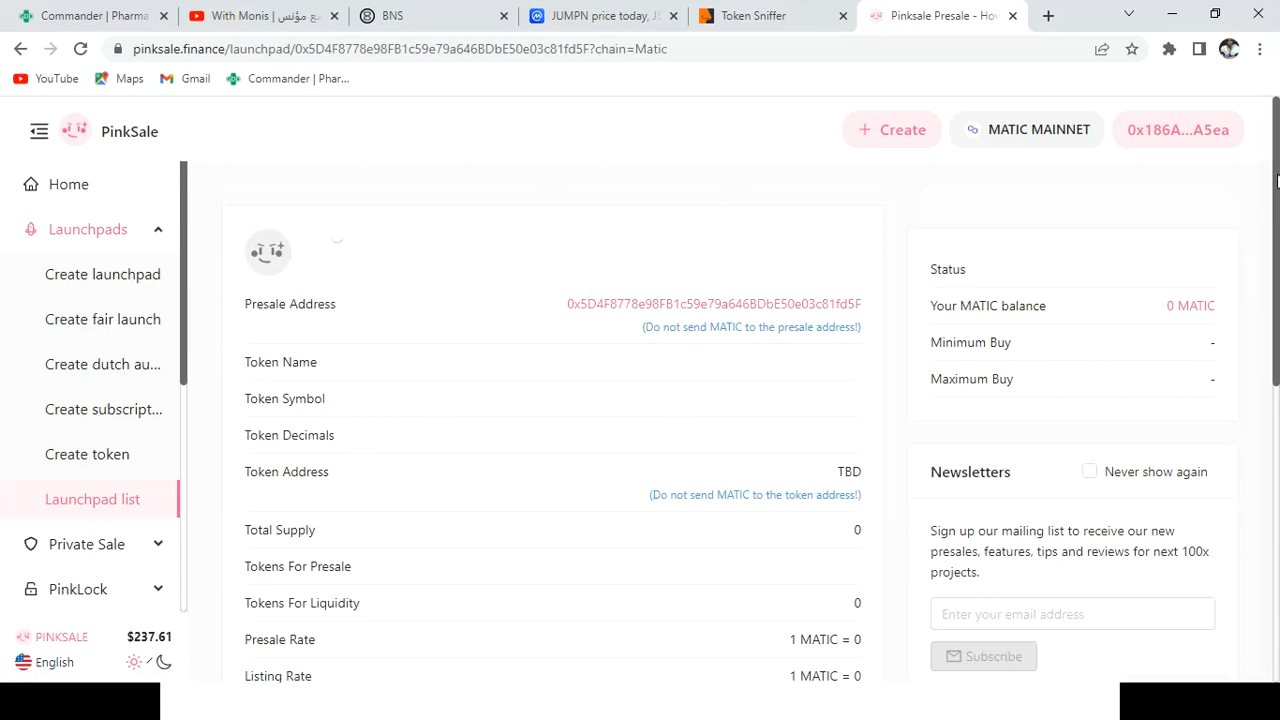 Commander | Pharma
With Monis | مع مؤنس
BNS
JUMPN price today, JS
Token Sniffer
Pinksale Presale - Hov
pinksale.finance/launchpad/0x5D4F8778e98FB1c59e79a646BDbE50e03c81fd5F?chain=Matic
YouTube
Maps
Gmail
Commander | Phar...
PinkSale
Create
MATIC MAINNET
0x186A...A5ea
Home
Launchpads
Create launchpad
Create fair launch
Create dutch au...
Create subscript...
Create token
Launchpad list
Private Sale
PinkLock
PINKSALE
$237.61
English
Presale Address
0x5D4F8778e98FB1c59e79a646BDbE50e03c81fd5F
(Do not send MATIC to the presale address!)
Token Name
Token Symbol
Token Decimals
Token Address
TBD
(Do not send MATIC to the token address!)
Total Supply
0
Tokens For Presale
Tokens For Liquidity
0
Presale Rate
1 MATIC = 0
Listing Rate
1 MATIC = 0
Status
Your MATIC balance
0 MATIC
Minimum Buy
-
Maximum Buy
-
Newsletters
Never show again
Sign up our mailing list to receive our new
presales, features, tips and reviews for next 100x
projects.
Enter your email address
Subscribe